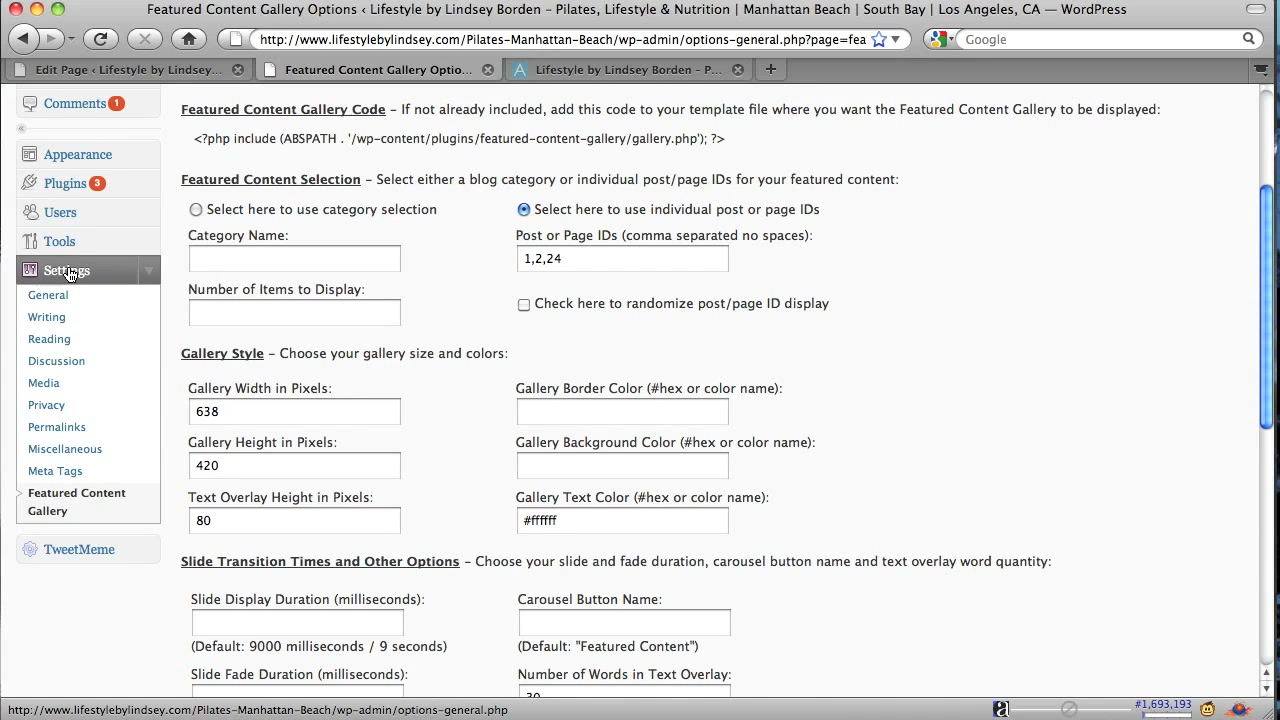 Featured Content Gallery Options ‹ Lifestyle by Lindsey Borden – Pilates, Lifestyle & Nutrition | Manhattan Beach | South Bay | Los Angeles, CA — WordPress
http://www.lifestylebylindsey.com/Pilates-Manhattan-Beach/wp-admin/options-general.php?page=fea
Google
Edit Page ‹ Lifestyle by Lindsey...
Featured Content Gallery Optio...
Lifestyle by Lindsey Borden – P...
Comments 1
Appearance
Plugins 3
Users
Tools
Settings
General
Writing
Reading
Discussion
Media
Privacy
Permalinks
Miscellaneous
Meta Tags
Featured Content
Gallery
TweetMeme
Featured Content Gallery Code – If not already included, add this code to your template file where you want the Featured Content Gallery to be displayed:
<?php include (ABSPATH . '/wp-content/plugins/featured-content-gallery/gallery.php'); ?>
Featured Content Selection – Select either a blog category or individual post/page IDs for your featured content:
Select here to use category selection
Select here to use individual post or page IDs
Category Name:
Post or Page IDs (comma separated no spaces):
1,2,24
Number of Items to Display:
Check here to randomize post/page ID display
Gallery Style – Choose your gallery size and colors:
Gallery Width in Pixels:
Gallery Border Color (#hex or color name):
638
Gallery Height in Pixels:
Gallery Background Color (#hex or color name):
420
Text Overlay Height in Pixels:
Gallery Text Color (#hex or color name):
80
#ffffff
Slide Transition Times and Other Options – Choose your slide and fade duration, carousel button name and text overlay word quantity:
Slide Display Duration (milliseconds):
Carousel Button Name:
(Default: 9000 milliseconds / 9 seconds)
(Default: "Featured Content")
Slide Fade Duration (milliseconds):
Number of Words in Text Overlay:
30
http://www.lifestylebylindsey.com/Pilates-Manhattan-Beach/wp-admin/options-general.php
a
#1,693,193